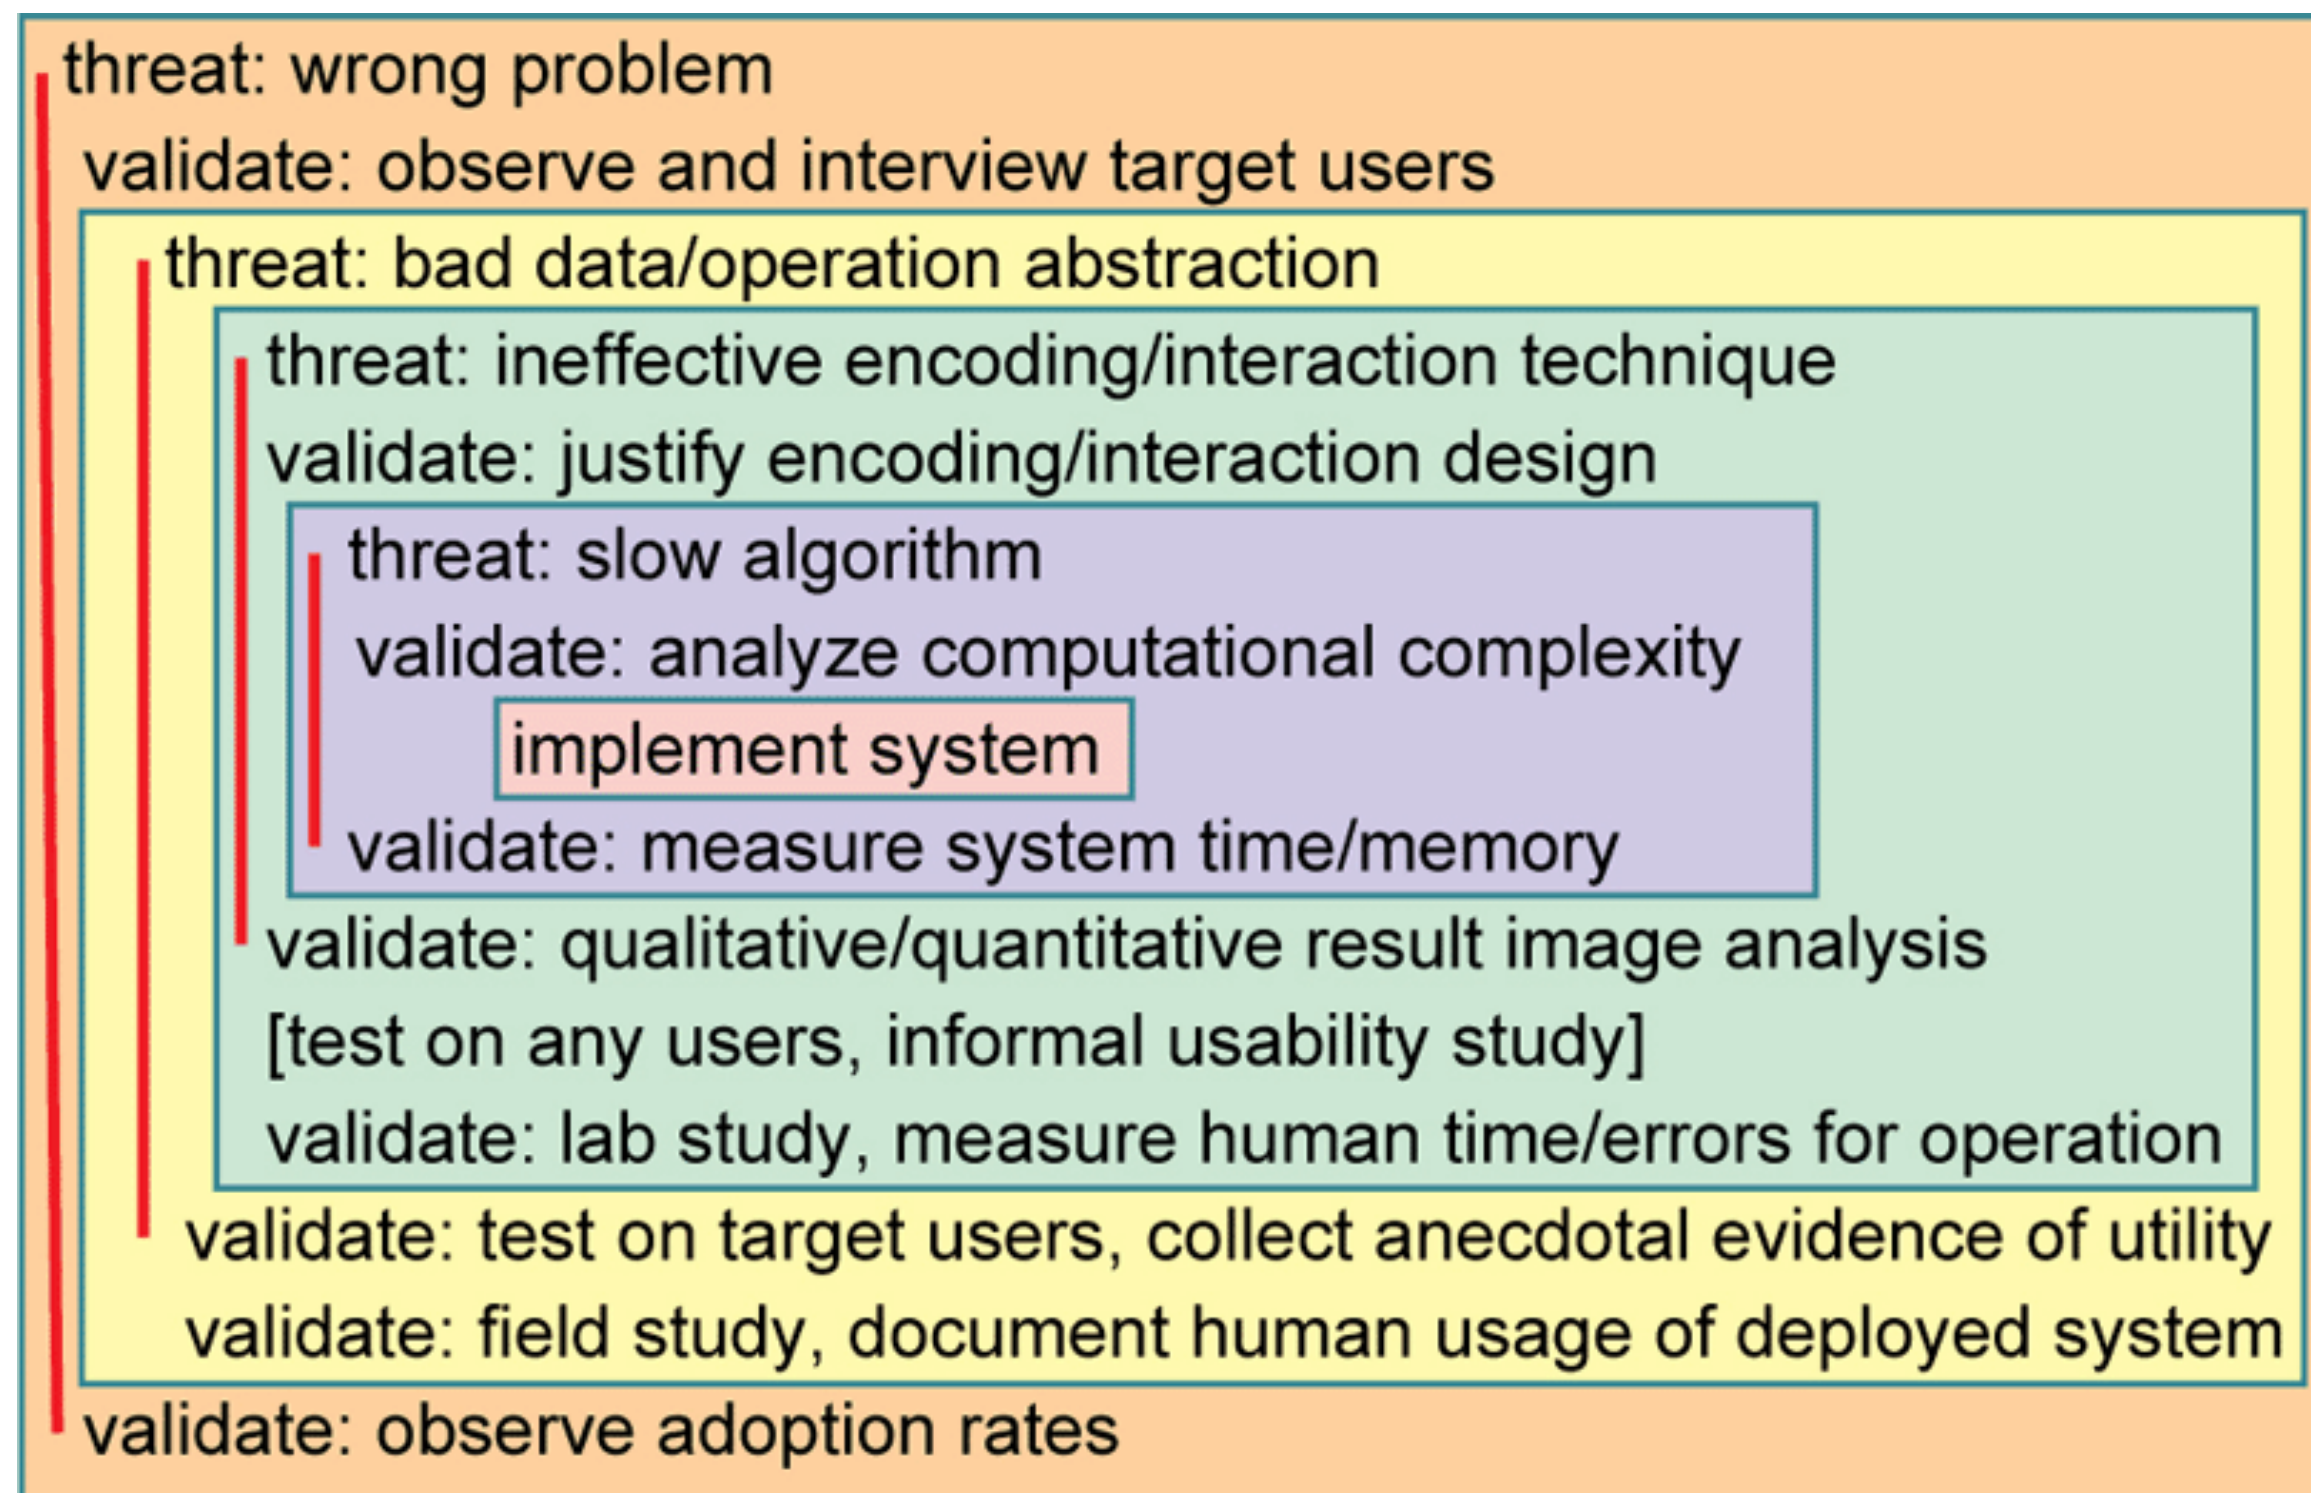 threat: wrong problem
validate: observe and interview target users
threat: bad data/operation abstraction
threat: ineffective encoding/interaction technique
validate: justify encoding/interaction design
threat: slow algorithm
validate: analyze computational complexity
implement system
validate: measure system time/memory
validate: qualitative/quantitative result image analysis
[test on any users, informal usability study]
validate: lab study, measure human time/errors for operation
validate: test on target users, collect anecdotal evidence of utility
validate: field study, document human usage of deployed system
validate: observe adoption rates